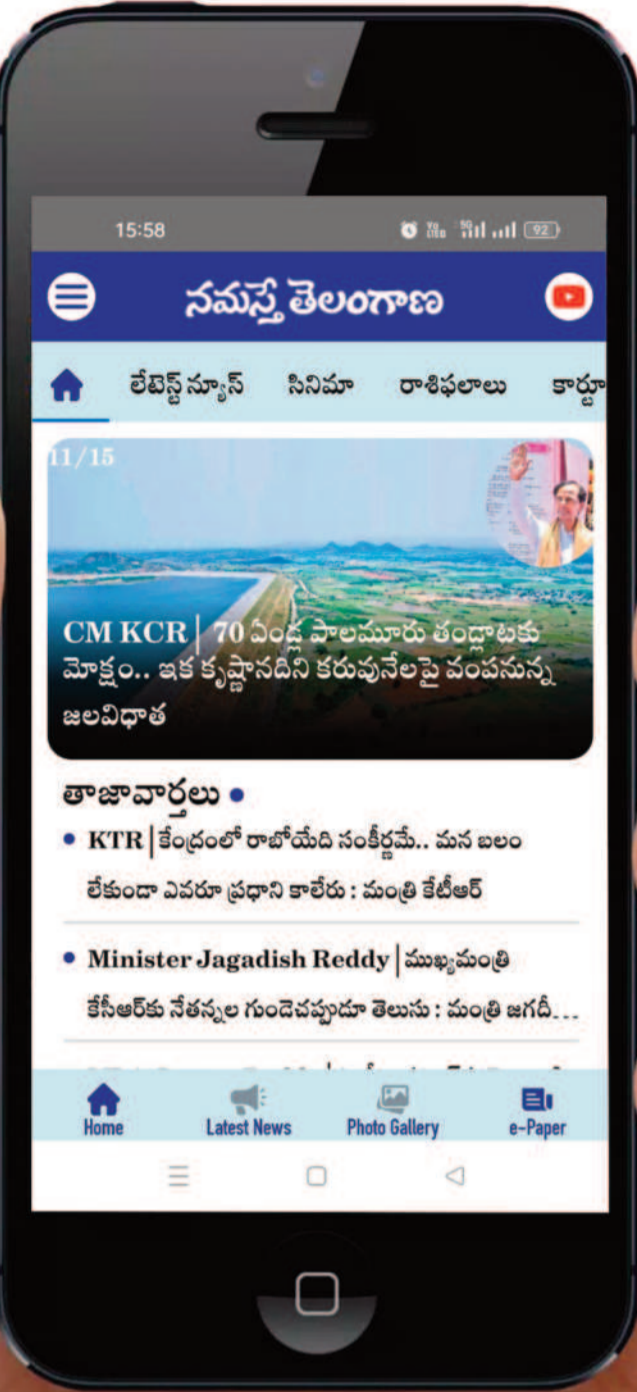 15:58
92
నమస్తే తెలంగాణ
లేటెస్ట్ న్యూస్ సినిమా రాశిఫలాలు కార్టూ
11/15
CM KCR | 70 ఏండ్ల పాలమూరు తండ్లాటకు
మోక్షం.. ఇక కృష్ణానదిని కరువునేలపై వంపనున్న
జలవిధాత
తాజావార్తలు
KTR | కేంద్రంలో రాబోయేది సంకీర్ణమే.. మన బలం
లేకుండా ఎవరూ ప్రధాని కాలేరు : మంత్రి కేటీఆర్
Minister Jagadish Reddy | ముఖ్యమంత్రి
కేసీఆర్‌కు నేతన్నల గుండెచప్పుడూ తెలుసు : మంత్రి జగదీ...
Home Latest News Photo Gallery e-Paper